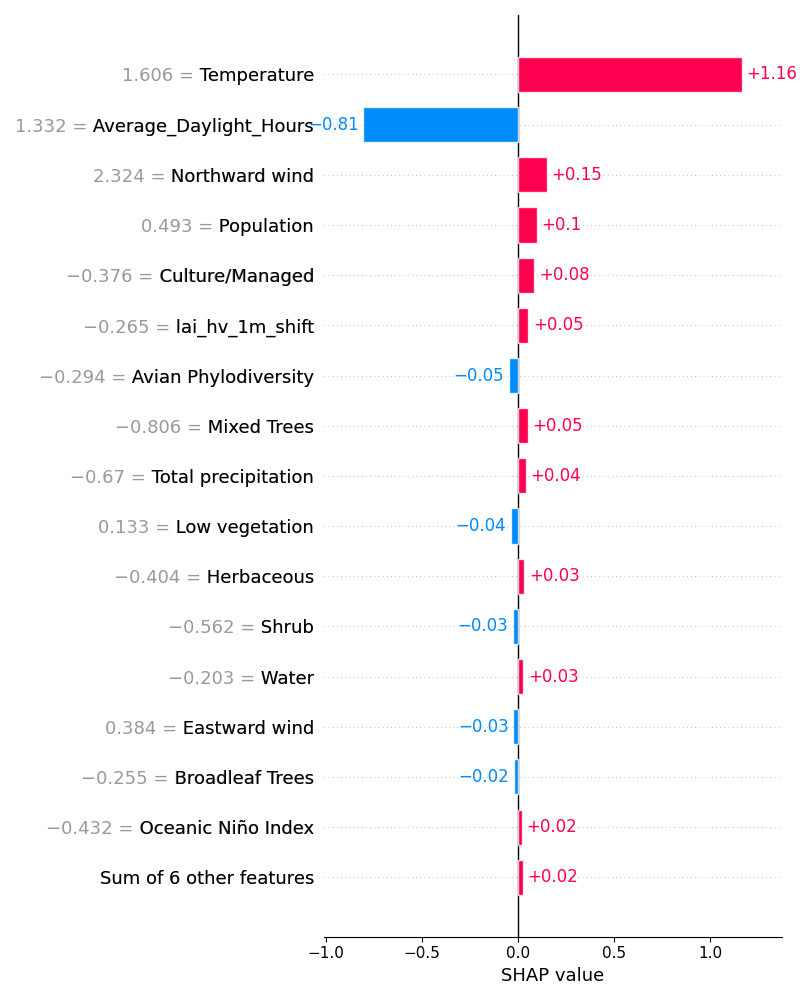 1.606 = Temperature +1.16
1.332 = Average_Daylight_Hours −0.81
2.324 = Northward wind +0.15
0.493 = Population +0.1
−0.376 = Culture/Managed +0.08
−0.265 = lai_hv_1m_shift +0.05
−0.294 = Avian Phylodiversity −0.05
−0.806 = Mixed Trees +0.05
−0.67 = Total precipitation +0.04
0.133 = Low vegetation −0.04
−0.404 = Herbaceous +0.03
−0.562 = Shrub −0.03
−0.203 = Water +0.03
0.384 = Eastward wind −0.03
−0.255 = Broadleaf Trees −0.02
−0.432 = Oceanic Niño Index +0.02
Sum of 6 other features +0.02
−1.0 −0.5 0.0 0.5 1.0
SHAP value